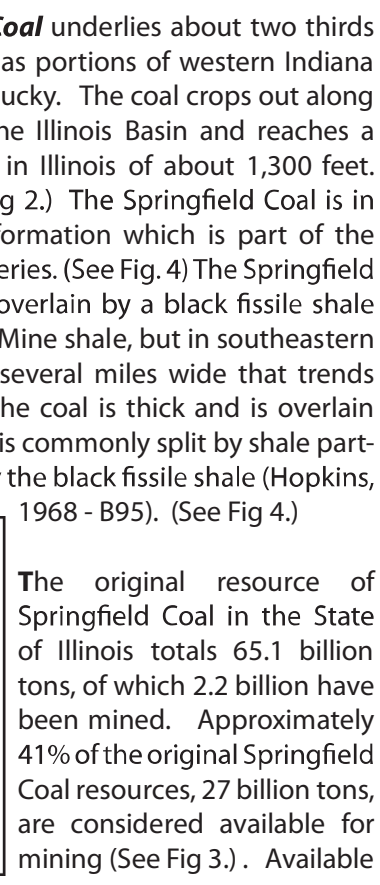 Coal underlies about two thirds
as portions of western Indiana
ucky. The coal crops out along
he Illinois Basin and reaches a
in Illinois of about 1,300 feet.
g 2.) The Springfield Coal is in
ormation which is part of the
eries. (See Fig. 4) The Springfield
overlain by a black fissile shale
Mine shale, but in southeastern
several miles wide that trends
he coal is thick and is overlain
is commonly split by shale part-
the black fissile shale (Hopkins,
1968 - B95). (See Fig 4.)
The original resource of
Springfield Coal in the State
of Illinois totals 65.1 billion
tons, of which 2.2 billion have
been mined. Approximately
41% of the original Springfield
Coal resources, 27 billion tons,
are considered available for
mining (See Fig 3.) . Available